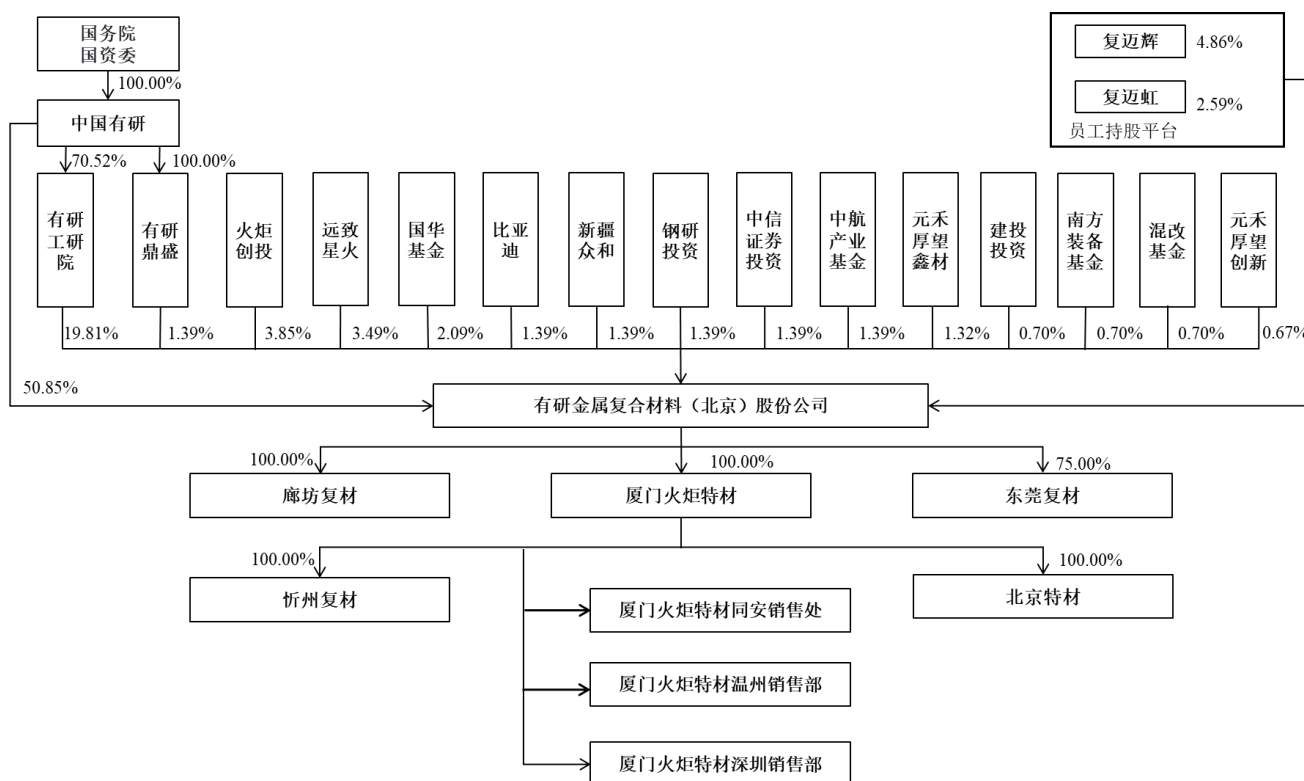 国务院
国资委
100.00%
中国有研
复迈辉
4.86%
复迈虹
2.59%
员工持股平台
70.52%
100.00%
有研
工研
院
有研
鼎盛
火炬
创投
远致
星火
国华
基金
比亚
迪
新疆
众和
钢研
投资
中信
证券
投资
中航
产业
基金
元禾
厚望
鑫材
建投
投资
南方
装备
基金
混改
基金
元禾
厚望
创新
19.81%
1.39%
3.85%
3.49%
2.09%
1.39%
1.39%
1.39%
1.39%
1.39%
1.32%
0.70%
0.70%
0.70%
0.67%
50.85%
有研金属复合材料（北京）股份公司
100.00%
100.00%
75.00%
廊坊复材
厦门火炬特材
东莞复材
100.00%
100.00%
忻州复材
北京特材
厦门火炬特材同安销售处
厦门火炬特材温州销售部
厦门火炬特材深圳销售部